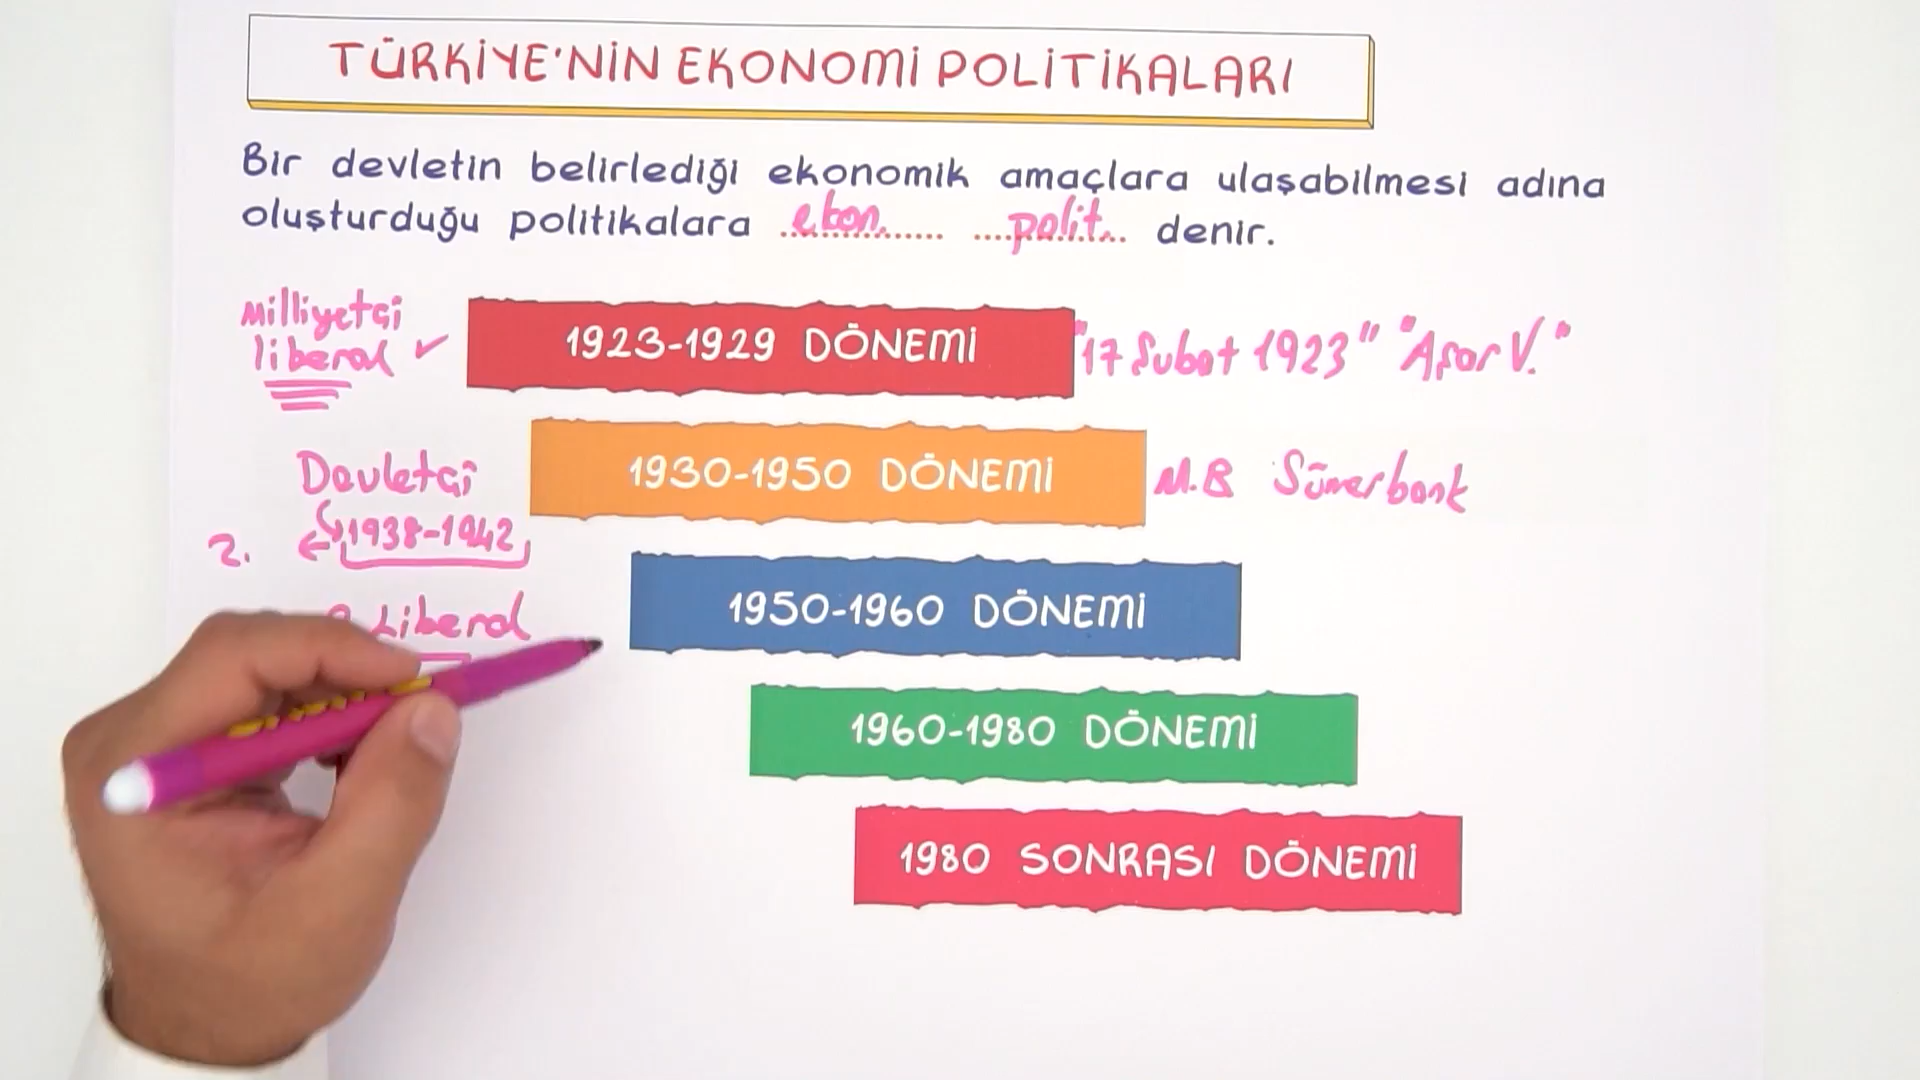 TÜRKİYE'NİN EKONOMİ POLİTİKALARI
Bir devletin belirlediği ekonomik amaçlara ulaşabilmesi adına
oluşturduğu politikalara ekon. polit. denir.
Milliyetçi
liberal ✓
1923-1929 DÖNEMİ
"17 Şubat 1923" "Aşar V."
Devletçi
1930-1950 DÖNEMİ
M.B Sümerbank
2. 1938-1942
Liberal
1950-1960 DÖNEMİ
1960-1980 DÖNEMİ
1980 SONRASI DÖNEMİ